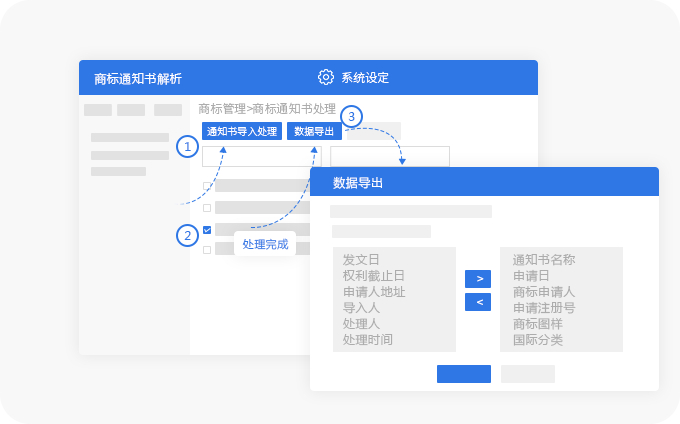 商标通知书解析
系统设定
商标管理>商标通知书处理
3
通知书导入处理
数据导出
1
2
处理完成
数据导出
发文日
权利截止日
申请人地址
导入人
处理人
处理时间
>
<
通知书名称
申请日
商标申请人
申请注册号
商标图样
国际分类